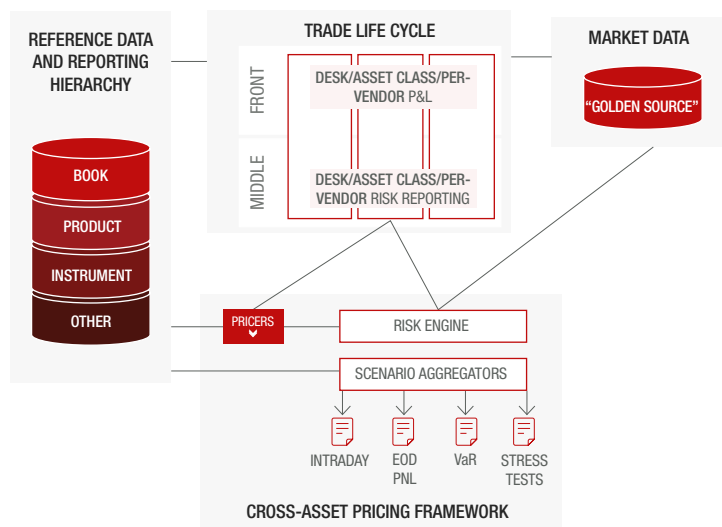 REFERENCE DATA
AND REPORTING
HIERARCHY
BOOK
PRODUCT
INSTRUMENT
OTHER
TRADE LIFE CYCLE
FRONT
DESK/ASSET CLASS/PER-
VENDOR P&L
MIDDLE
DESK/ASSET CLASS/PER-
VENDOR RISK REPORTING
MARKET DATA
“GOLDEN SOURCE”
PRICERS
RISK ENGINE
SCENARIO AGGREGATORS
INTRADAY
EOD
PNL
VaR
STRESS
TESTS
CROSS-ASSET PRICING FRAMEWORK